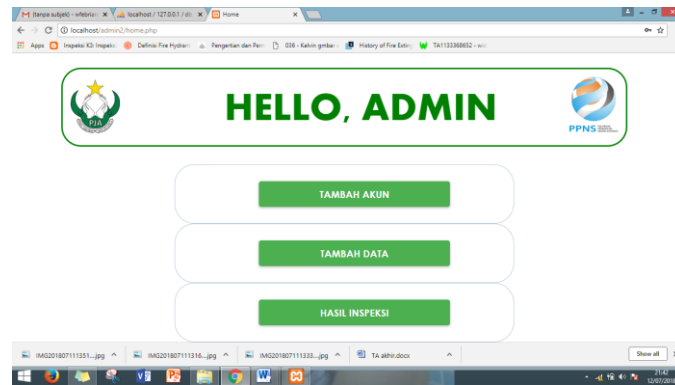 (tanpa subjek) - wfebrian
localhost / 127.0.0.1 / db
Home
localhost/admin2/home.php
Apps
Inspeksi K3: Inspeksi
Definisi Fire Hydrant
Pengertian dan Pem
036 - Kelvin gmbar
History of Fire Exting
TA1133368652 - wid
PJA
HELLO, ADMIN
PPNS
TAMBAH AKUN
TAMBAH DATA
HASIL INSPEKSI
IMG201807111351....jpg
IMG201807111316....jpg
IMG201807111333....jpg
TA akhir.docx
Show all
21:42
12/07/2018